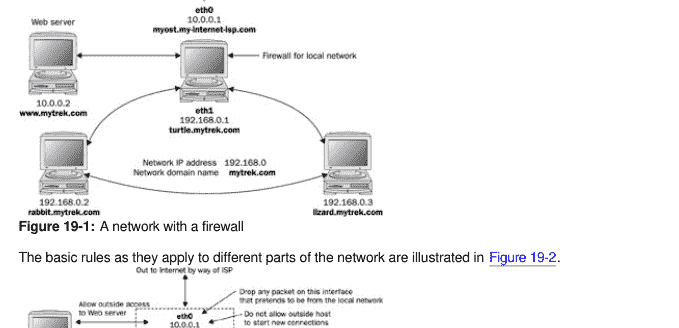 eth0
Web server
10.0.0.1
myost.my-internet-isp.com
Firewall for local network
10.0.0.2
www.mytrek.com
eth1
192.168.0.1
turtle.mytrek.com
Network IP address 192.168.0
Network domain name mytrek.com
192.168.0.2
192.168.0.3
rabbit.mytrek.com
lizard.mytrek.com
Figure 19-1: A network with a firewall
The basic rules as they apply to different parts of the network are illustrated in Figure 19-2.
Out to Internet by way of ISP
Drop any packet on this interface
that pretends to be from the local network
Allow outside access
to Web server
eth0
10.0.0.1
Do not allow outside host
to start new connections